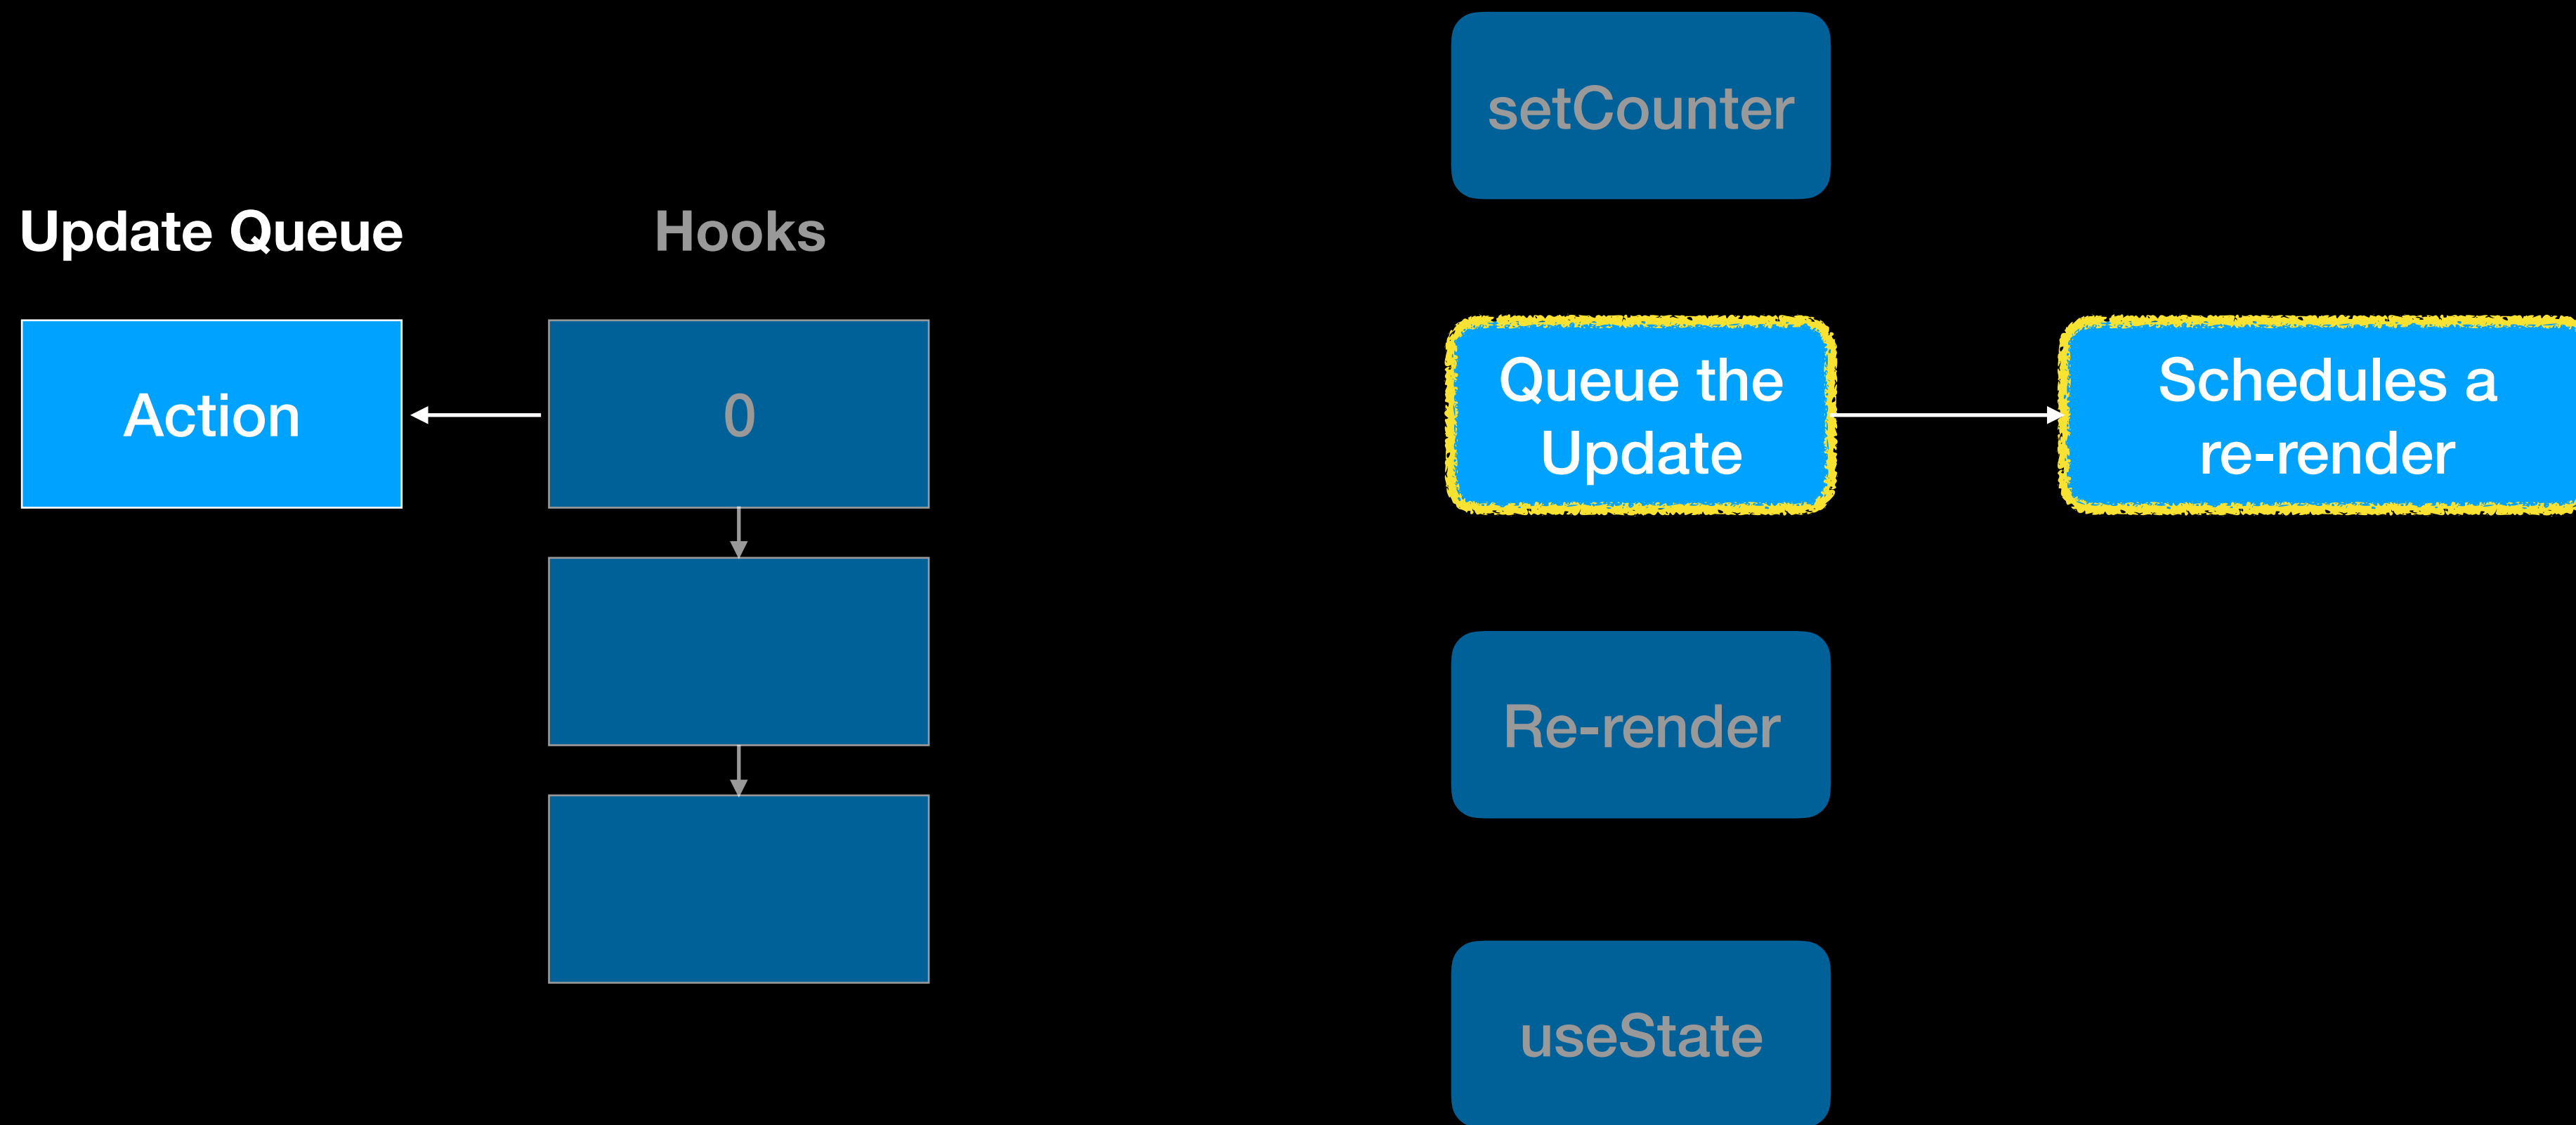 setCounter
Update Queue
Hooks
Action
0
Queue the
Update
Schedules a
re-render
Re-render
useState